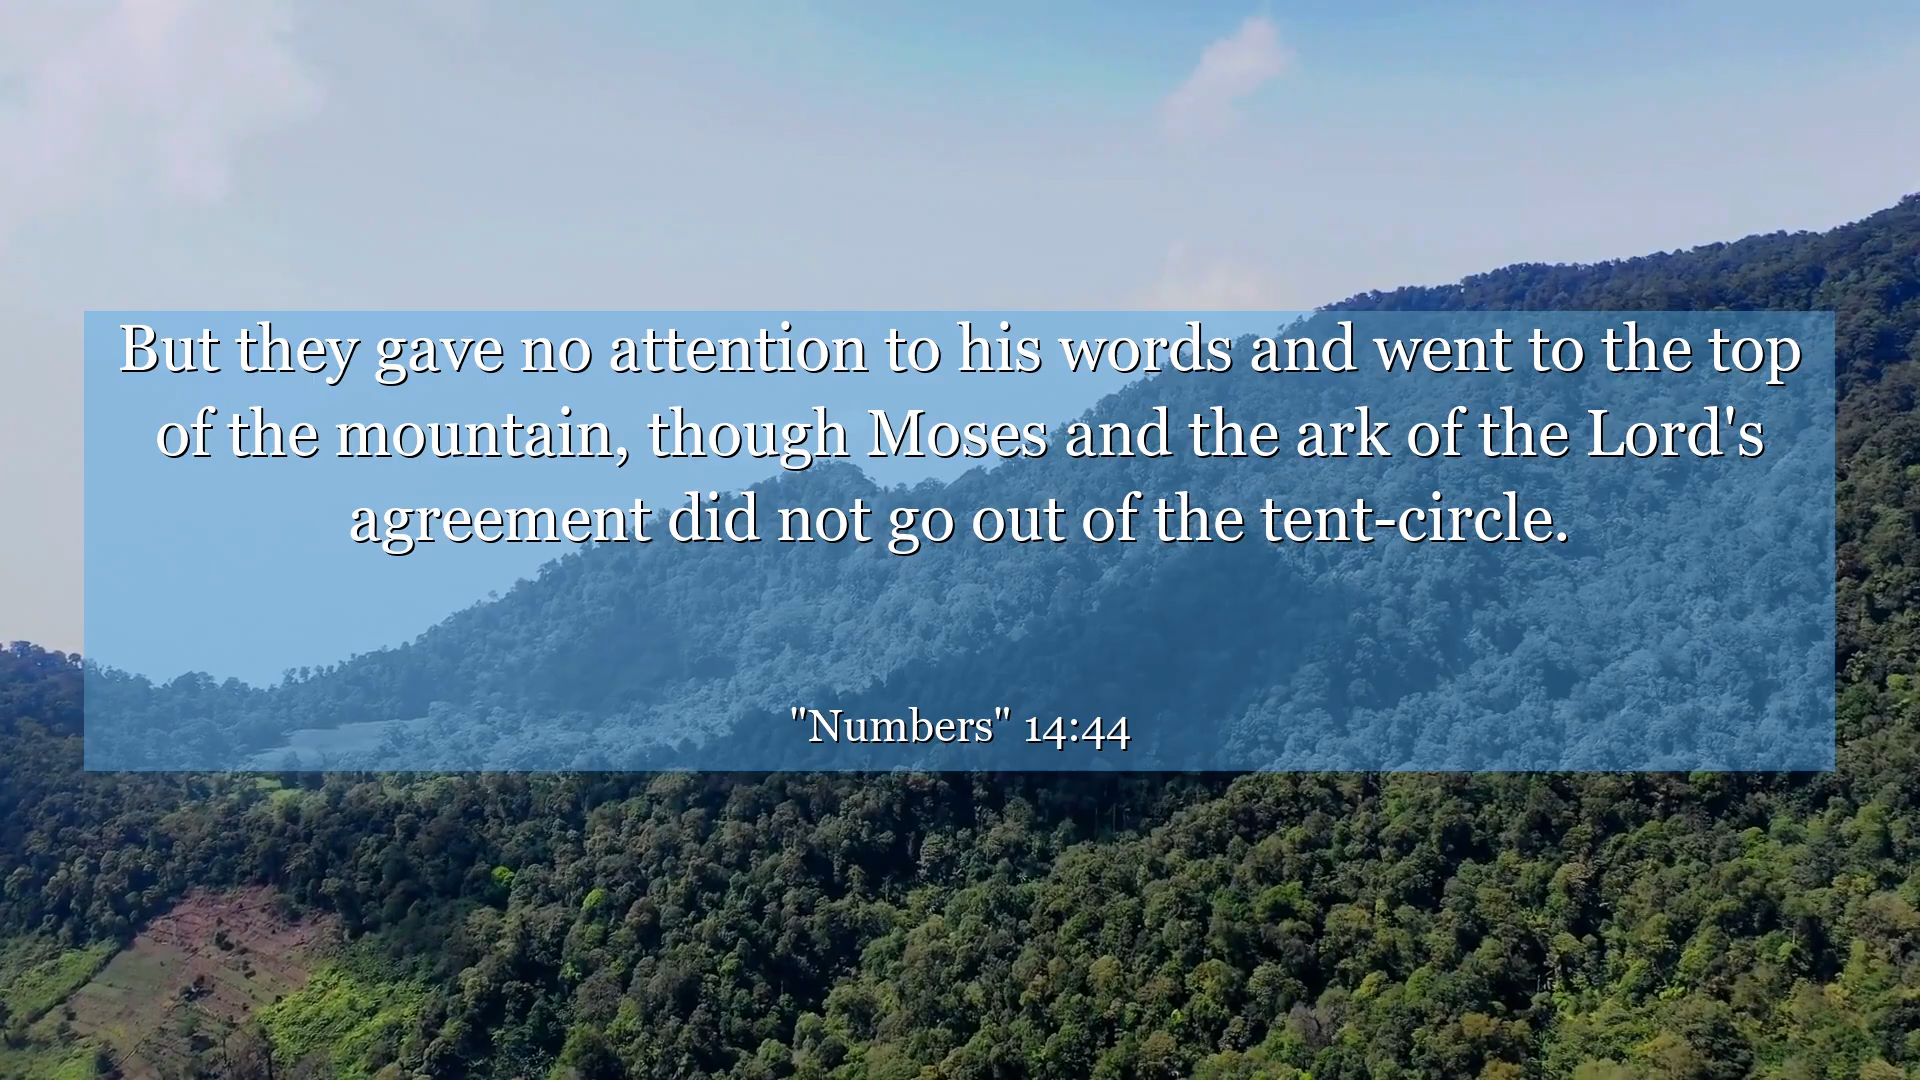 But they gave no attention to his words and went to the top
of the mountain, though Moses and the ark of the Lord's
agreement did not go out of the tent-circle.
"Numbers" 14:44